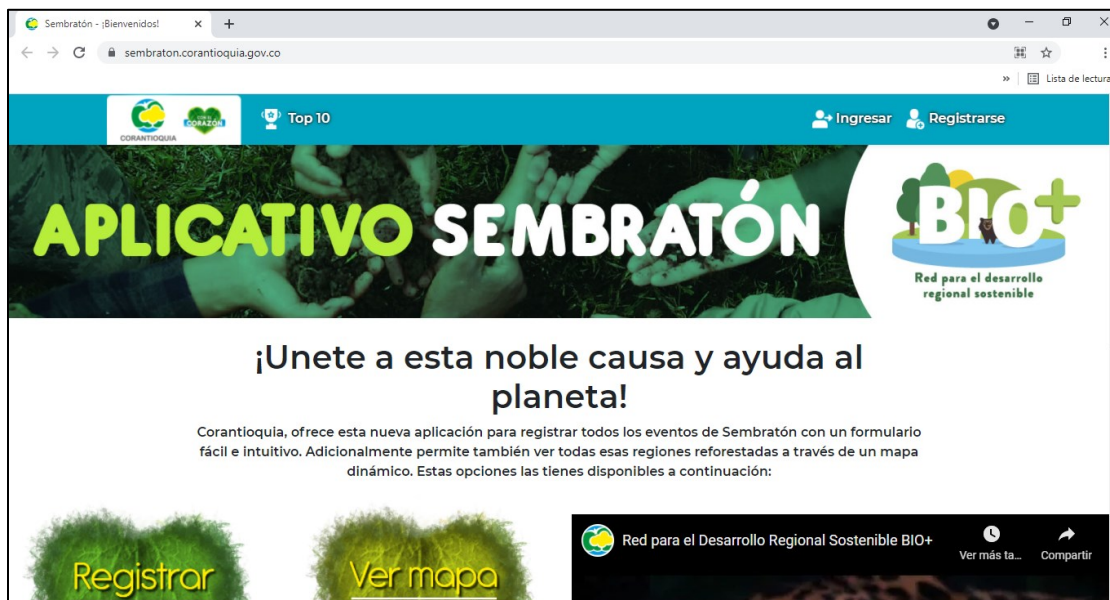 Sembratón - ¡Bienvenidos!
sembraton.corantioquia.gov.co
» Lista de lectura
CORANTIOQUIA
CORAZÓN
Top 10
Ingresar
Registrarse
APLICATIVO SEMBRATÓN
BIO+
Red para el desarrollo
regional sostenible
¡Unete a esta noble causa y ayuda al
planeta!
Corantioquia, ofrece esta nueva aplicación para registrar todos los eventos de Sembratón con un formulario
fácil e intuitivo. Adicionalmente permite también ver todas esas regiones reforestadas a través de un mapa
dinámico. Estas opciones las tienes disponibles a continuación:
Registrar
Ver mapa
Red para el Desarrollo Regional Sostenible BIO+
Ver más ta...
Compartir